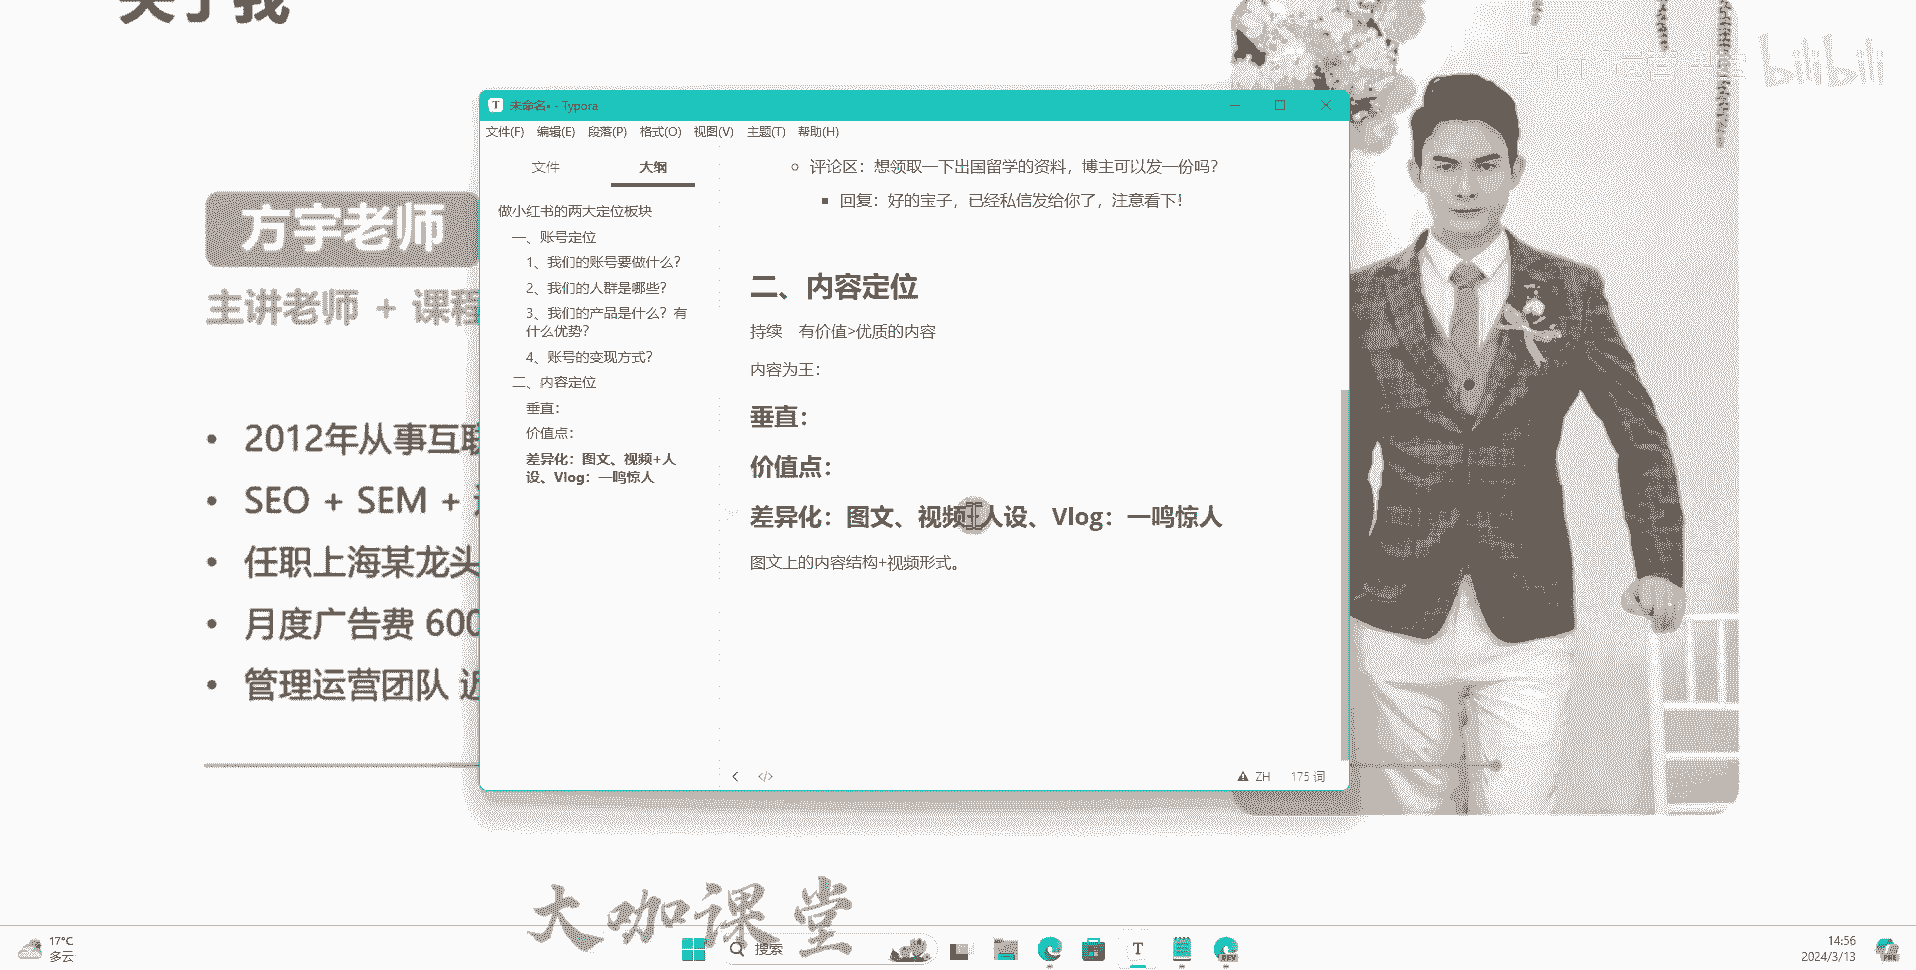 关于我
bilibili
方宇老师
主讲老师 + 课程
2012年从事互联
SEO + SEM +
任职上海某龙头
月度广告费 600
管理运营团队 近
未命名• - Typora
文件(F) 编辑(E) 段落(P) 格式(O) 视图(V) 主题(T) 帮助(H)
文件 大纲
做小红书的两大定位板块
一、账号定位
1、我们的账号要做什么?
2、我们的人群是哪些?
3、我们的产品是什么?有
什么优势?
4、账号的变现方式?
二、内容定位
垂直:
价值点:
差异化:图文、视频+人
设、Vlog:一鸣惊人
评论区:想领取一下出国留学的资料,博主可以发一份吗?
回复:好的宝子,已经私信发给你了,注意看下!
二、内容定位
持续 有价值>优质的内容
内容为王:
垂直:
价值点:
差异化:图文、视频+人设、Vlog:一鸣惊人
图文上的内容结构+视频形式。
ZH 175 词
大咖课堂
17°C
多云
搜索
14:56
2024/3/13